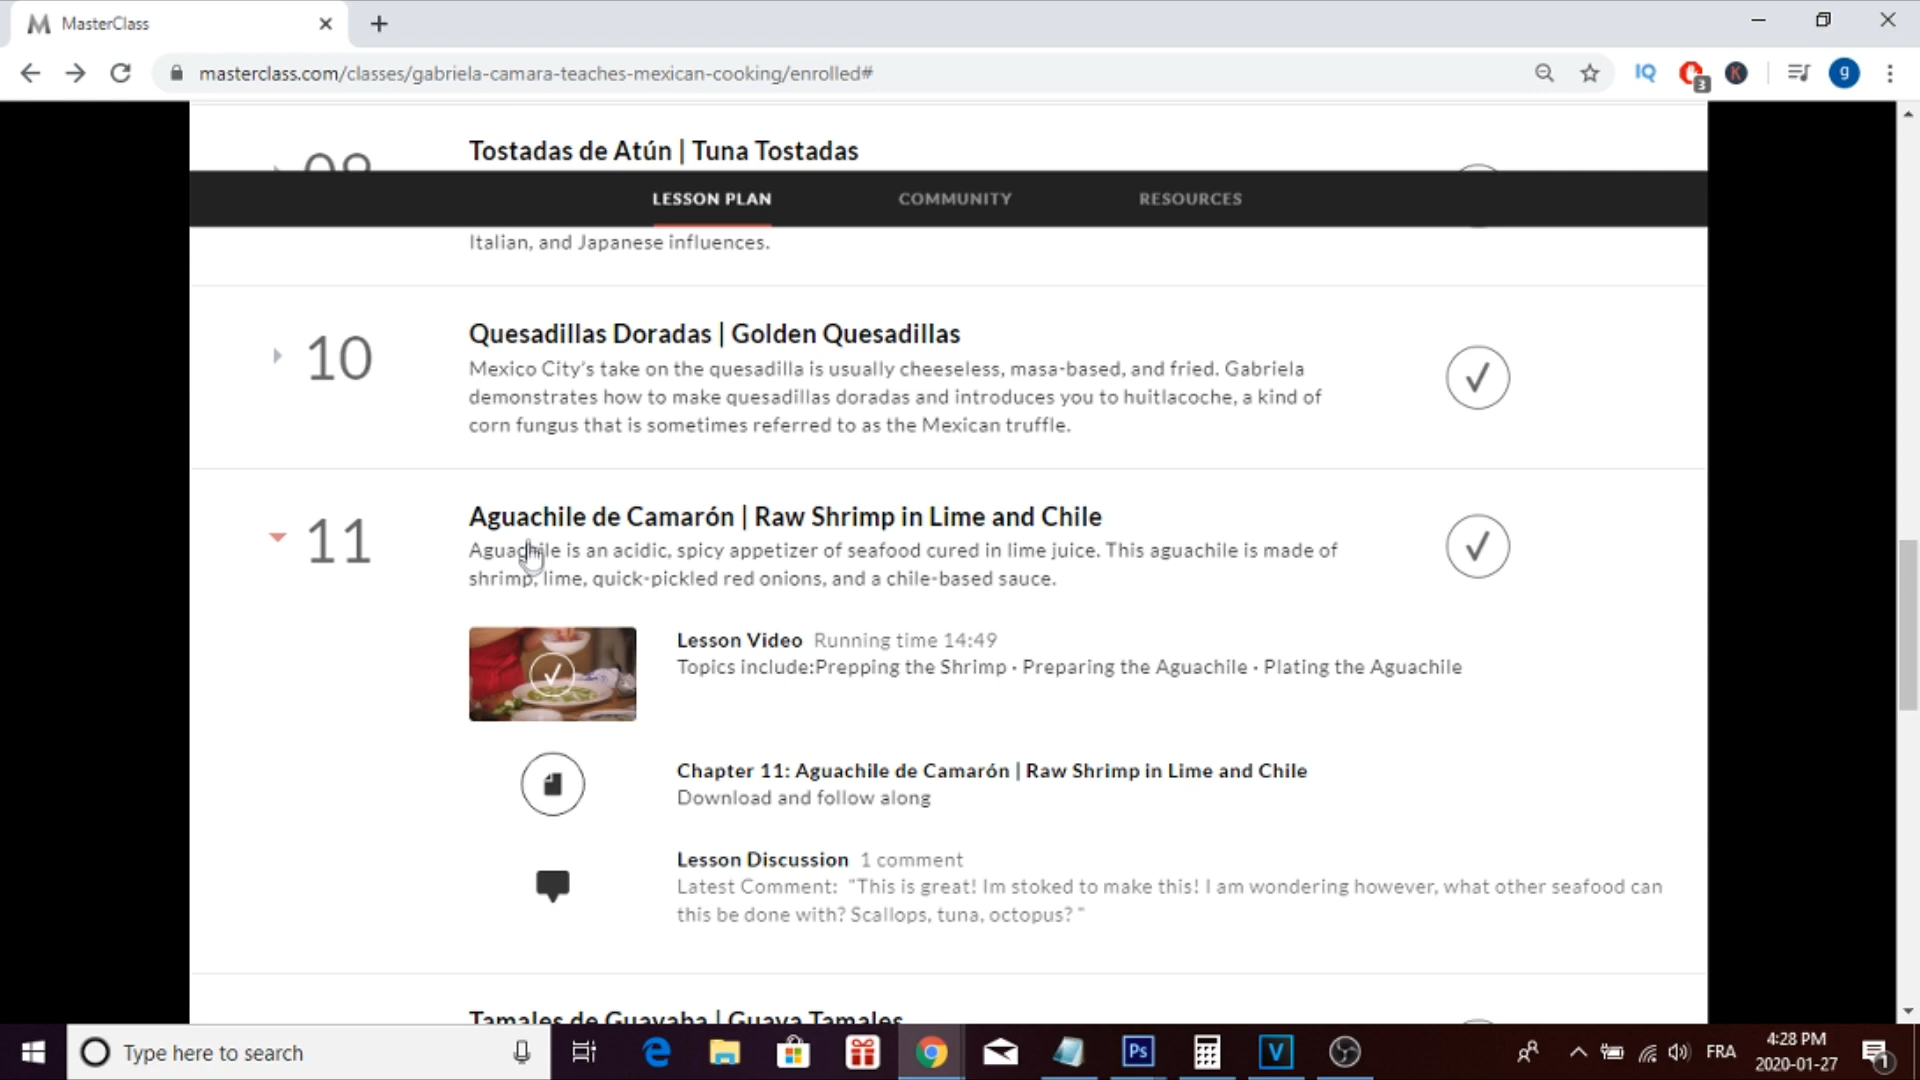 MasterClass
masterclass.com/classes/gabriela-camara-teaches-mexican-cooking/enrolled#
IQ
3
K
g
Tostadas de Atún | Tuna Tostadas
LESSON PLAN
COMMUNITY
RESOURCES
Italian, and Japanese influences.
10
Quesadillas Doradas | Golden Quesadillas
Mexico City's take on the quesadilla is usually cheeseless, masa-based, and fried. Gabriela
demonstrates how to make quesadillas doradas and introduces you to huitlacoche, a kind of
corn fungus that is sometimes referred to as the Mexican truffle.
11
Aguachile de Camarón | Raw Shrimp in Lime and Chile
Aguachile is an acidic, spicy appetizer of seafood cured in lime juice. This aguachile is made of
shrimp, lime, quick-pickled red onions, and a chile-based sauce.
Lesson Video Running time 14:49
Topics include:Prepping the Shrimp · Preparing the Aguachile · Plating the Aguachile
Chapter 11: Aguachile de Camarón | Raw Shrimp in Lime and Chile
Download and follow along
Lesson Discussion 1 comment
Latest Comment: "This is great! Im stoked to make this! I am wondering however, what other seafood can
this be done with? Scallops, tuna, octopus? "
Tamales de Guayaba | Guava Tamales
Type here to search
Ps
V
FRA
4:28 PM
2020-01-27
1